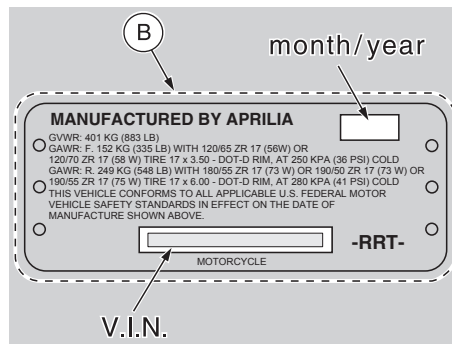 B
month/year
MANUFACTURED BY APRILIA
GVWR: 401 KG (883 LB)
GAWR: F. 152 KG (335 LB) WITH 120/65 ZR 17 (56W) OR
120/70 ZR 17 (58 W) TIRE 17 x 3.50 - DOT-D RIM, AT 250 KPA (36 PSI) COLD
GAWR: R. 249 KG (548 LB) WITH 180/55 ZR 17 (73 W) OR 190/50 ZR 17 (73 W) OR
190/55 ZR 17 (75 W) TIRE 17 x 6.00 - DOT-D RIM, AT 280 KPA (41 PSI) COLD
THIS VEHICLE CONFORMS TO ALL APPLICABLE U.S. FEDERAL MOTOR
VEHICLE SAFETY STANDARDS IN EFFECT ON THE DATE OF
MANUFACTURE SHOWN ABOVE.
-RRT-
MOTORCYCLE
V.I.N.